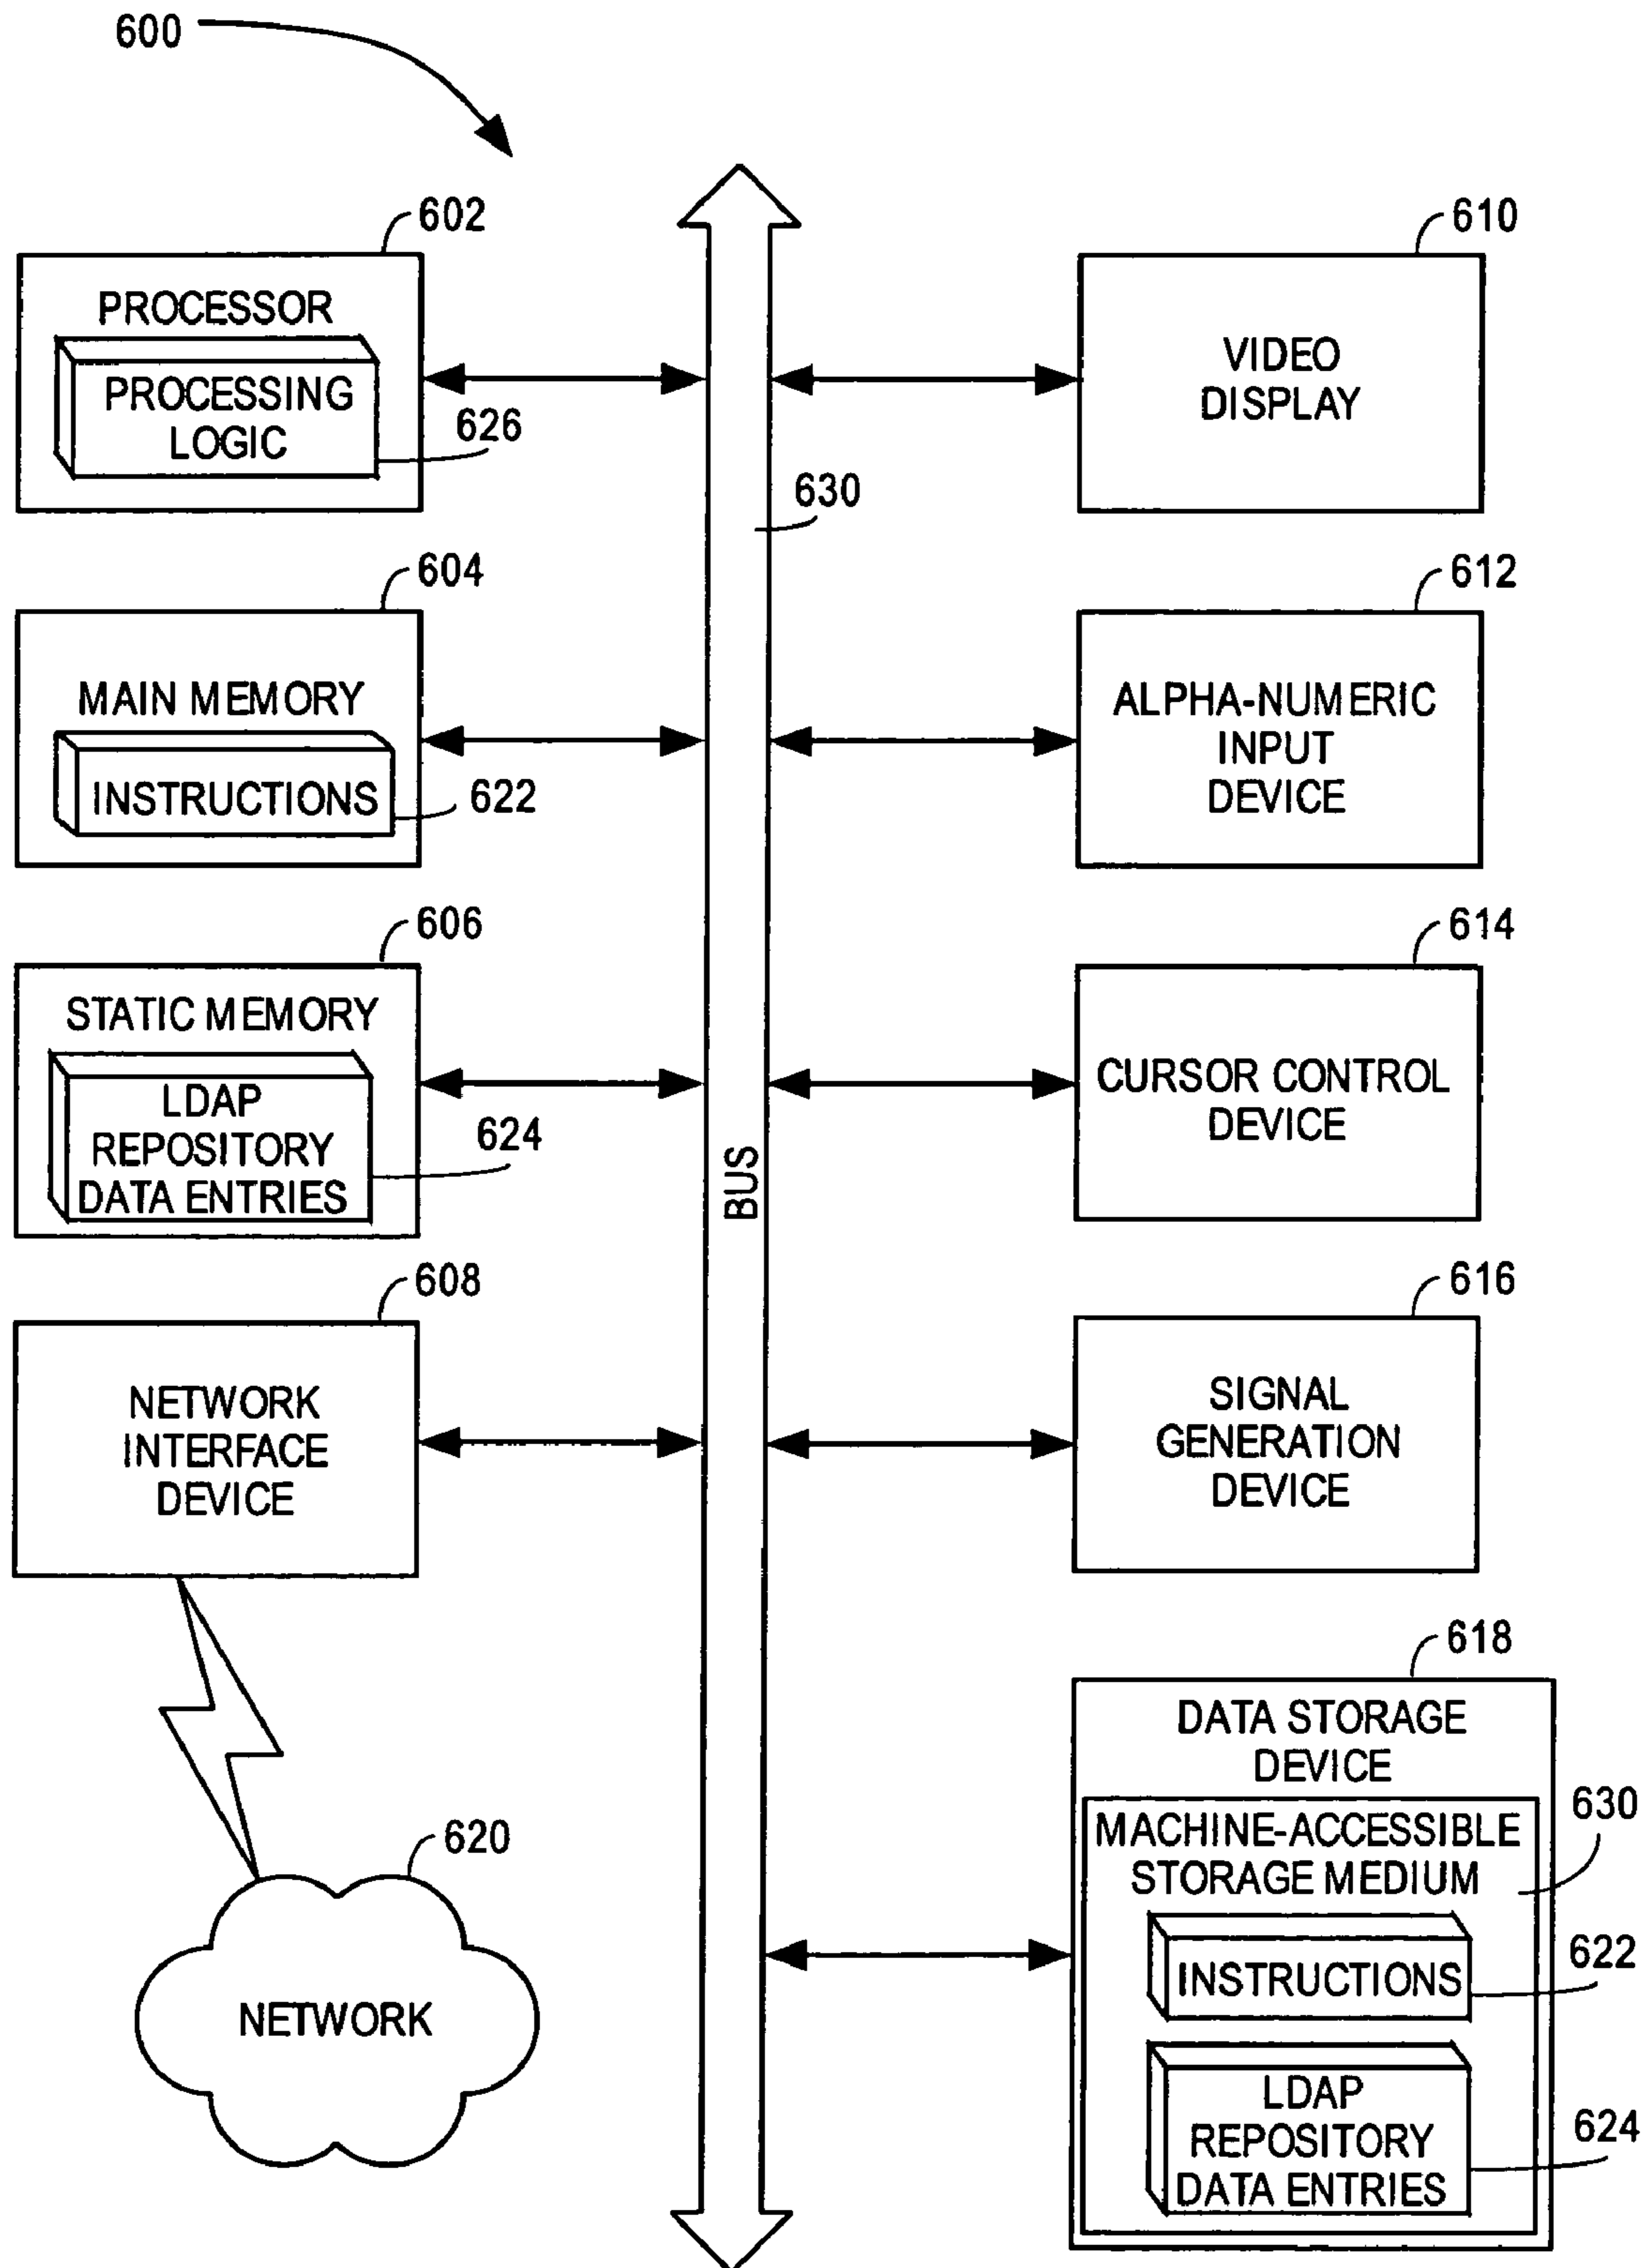 600
602
PROCESSOR
PROCESSING
LOGIC
626
604
MAIN MEMORY
INSTRUCTIONS
622
606
STATIC MEMORY
LDAP
REPOSITORY
DATA ENTRIES
624
608
NETWORK
INTERFACE
DEVICE
620
NETWORK
630
BUS
610
VIDEO
DISPLAY
612
ALPHA-NUMERIC
INPUT
DEVICE
614
CURSOR CONTROL
DEVICE
616
SIGNAL
GENERATION
DEVICE
618
DATA STORAGE
DEVICE
630
MACHINE-ACCESSIBLE
STORAGE MEDIUM
INSTRUCTIONS
622
LDAP
REPOSITORY
DATA ENTRIES
624